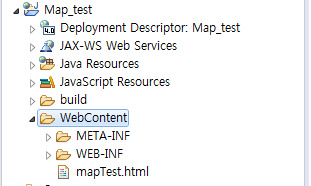 Map_test
Deployment Descriptor: Map_test
JAX-WS Web Services
Java Resources
JavaScript Resources
build
WebContent
META-INF
WEB-INF
mapTest.html